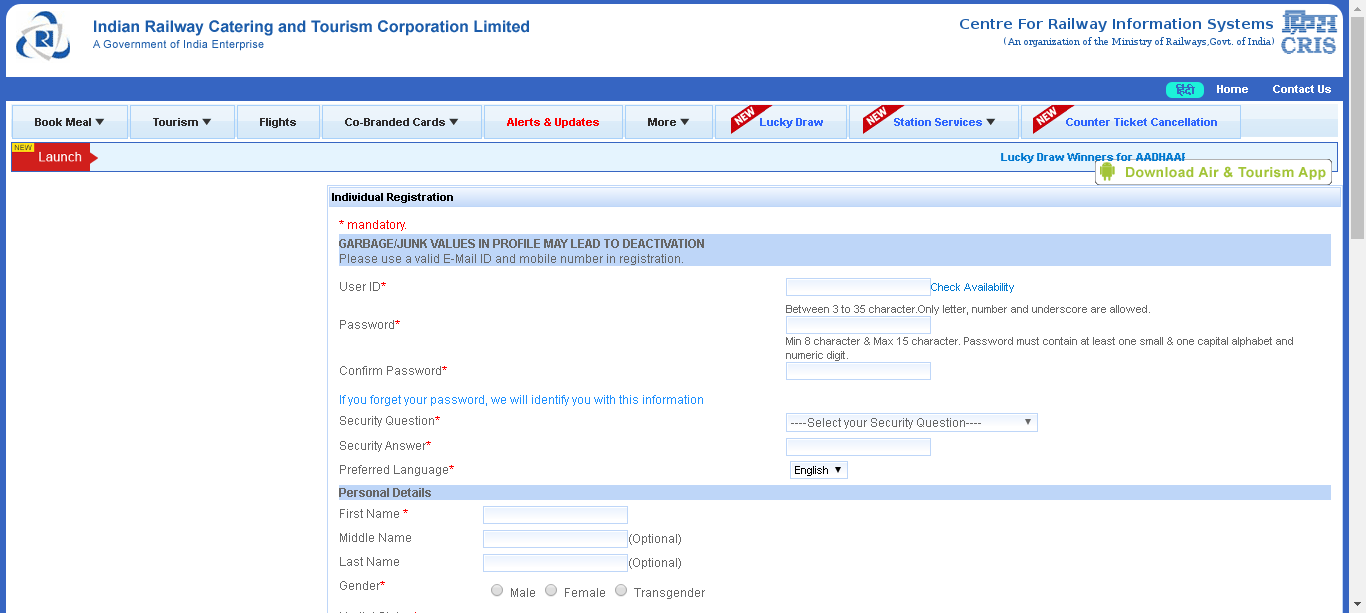 Indian Railway Catering and Tourism Corporation Limited
A Government of India Enterprise
Centre For Railway Information Systems
(An organization of the Ministry of Railways,Govt. of India)
क्रिस
CRIS
हिंदी Home Contact Us
Book Meal ▼ Tourism ▼ Flights Co-Branded Cards ▼ Alerts & Updates More ▼ NEW Lucky Draw NEW Station Services ▼ NEW Counter Ticket Cancellation
NEW
Launch
Lucky Draw Winners for AADHAAR
Download Air & Tourism App
Individual Registration
* mandatory.
GARBAGE/JUNK VALUES IN PROFILE MAY LEAD TO DEACTIVATION
Please use a valid E-Mail ID and mobile number in registration.
User ID* Check Availability
Between 3 to 35 character.Only letter, number and underscore are allowed.
Password*
Min 8 character & Max 15 character. Password must contain at least one small & one capital alphabet and
numeric digit.
Confirm Password*
If you forget your password, we will identify you with this information
Security Question* ----Select your Security Question---- ▼
Security Answer*
Preferred Language* English ▼
Personal Details
First Name *
Middle Name (Optional)
Last Name (Optional)
Gender* Male Female Transgender